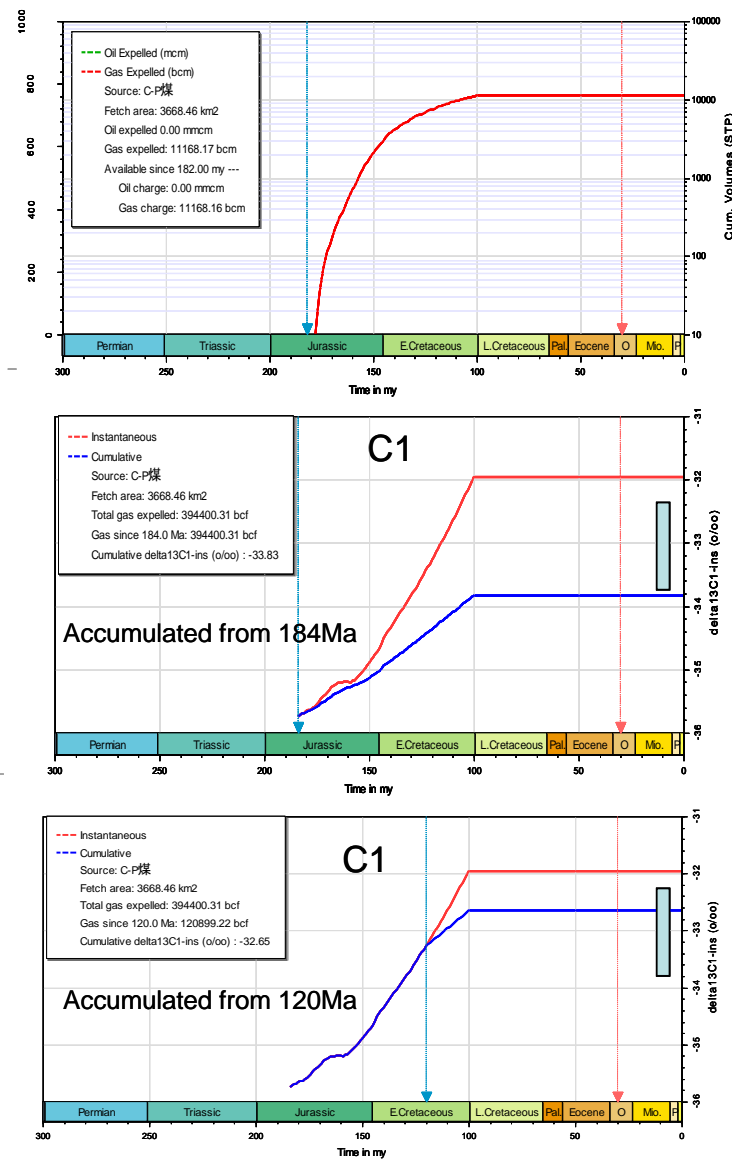 1000
800
600
400
200
0
Oil Expelled (mcm)
Gas Expelled (bcm)
Source: C-P煤
Fetch area: 3668.46 km2
Oil expelled 0.00 mmcm
Gas expelled: 11168.17 bcm
Available since 182.00 my ---
Oil charge: 0.00 mmcm
Gas charge: 11168.16 bcm
100000
10000
1000
100
10
Cum. Volumes (STP)
Permian Triassic Jurassic E.Cretaceous L.Cretaceous Pal. Eocene O Mio. P
300 250 200 150 100 50 0
Time in my
Instantaneous
Cumulative
Source: C-P煤
Fetch area: 3668.46 km2
Total gas expelled: 394400.31 bcf
Gas since 184.0 Ma: 394400.31 bcf
Cumulative delta13C1-ins (o/oo) : -33.83
C1
Accumulated from 184Ma
-31
-32
-33
-34
-35
-36
delta13C1-ins (o/oo)
Permian Triassic Jurassic E.Cretaceous L.Cretaceous Pal. Eocene O Mio. P
300 250 200 150 100 50 0
Time in my
Instantaneous
Cumulative
Source: C-P煤
Fetch area: 3668.46 km2
Total gas expelled: 394400.31 bcf
Gas since 120.0 Ma: 120899.22 bcf
Cumulative delta13C1-ins (o/oo) : -32.65
C1
Accumulated from 120Ma
-31
-32
-33
-34
-35
-36
delta13C1-ins (o/oo)
Permian Triassic Jurassic E.Cretaceous L.Cretaceous Pal. Eocene O Mio. P
300 250 200 150 100 50 0
Time in my